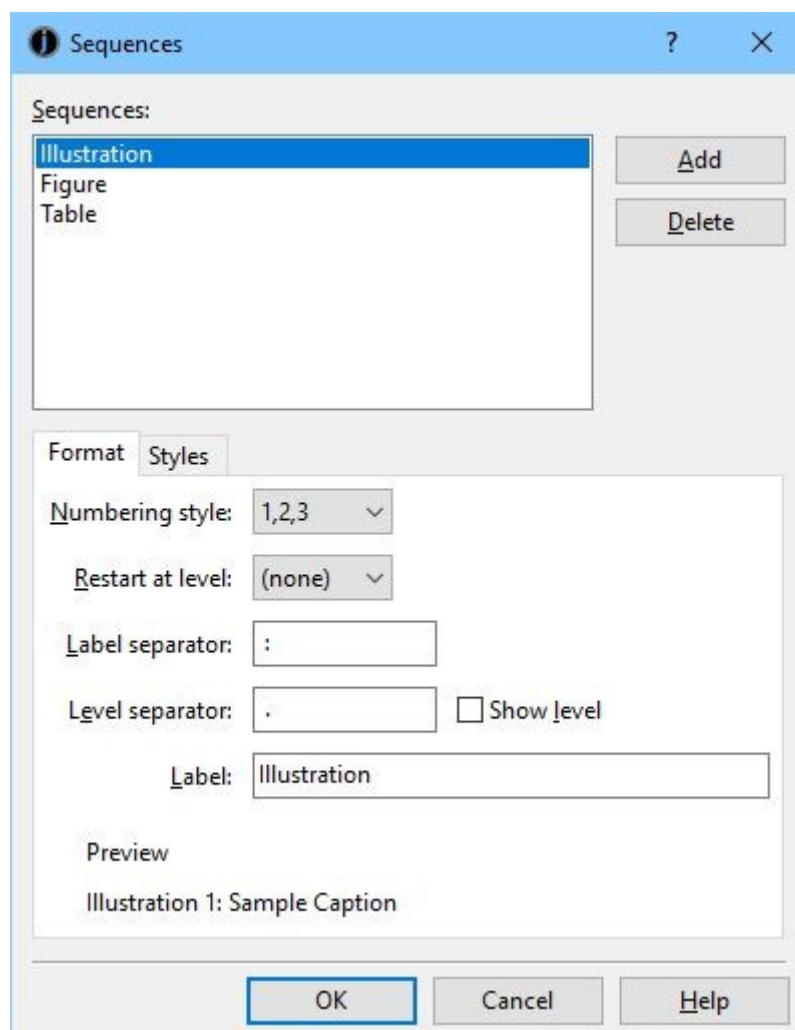 Sequences
?
Sequences:
Illustration
Add
Figure
Table
Delete
Format
Styles
Numbering style:
1,2,3
Restart at level:
(none)
Label separator:
:
Level separator:
.
Show level
Label:
Illustration
Preview
Illustration 1: Sample Caption
OK
Cancel
Help